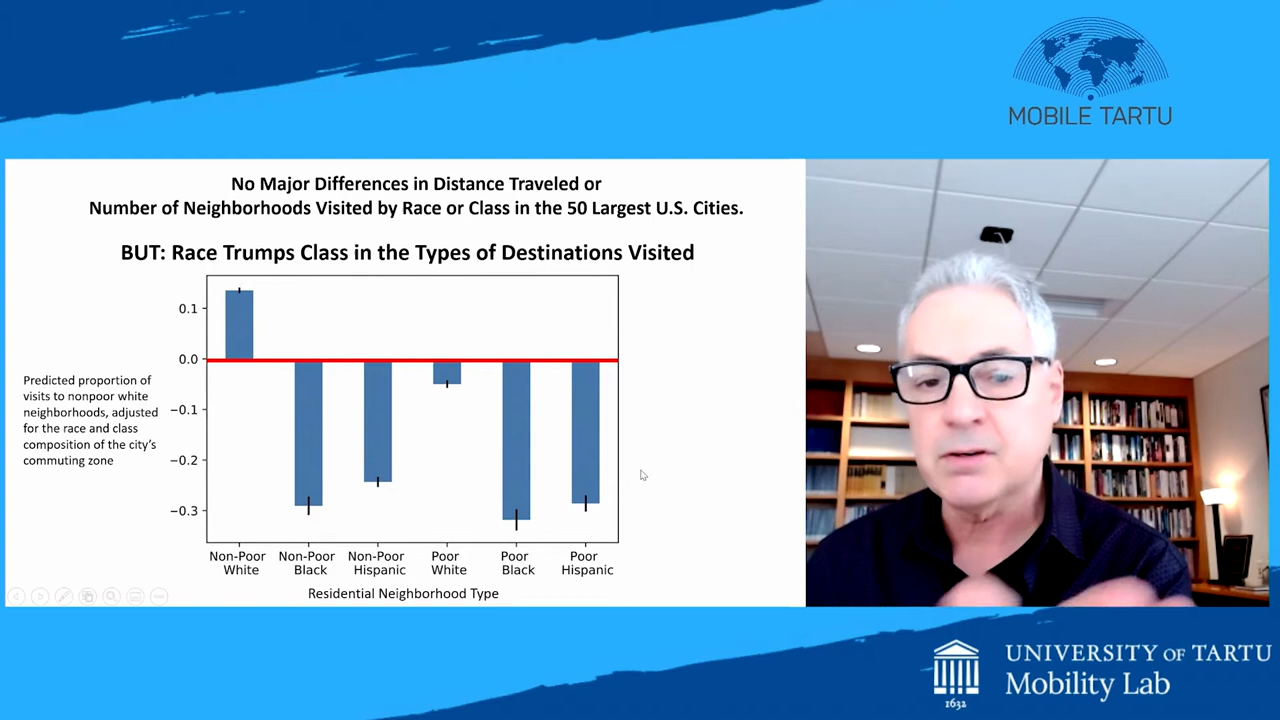 MOBILE TARTU
No Major Differences in Distance Traveled or
Number of Neighborhoods Visited by Race or Class in the 50 Largest U.S. Cities.
BUT: Race Trumps Class in the Types of Destinations Visited
Predicted proportion of
visits to nonpoor white
neighborhoods, adjusted
for the race and class
composition of the city's
commuting zone
0.1
0.0
−0.1
−0.2
−0.3
Non-Poor White
Non-Poor Black
Non-Poor Hispanic
Poor White
Poor Black
Poor Hispanic
Residential Neighborhood Type
1632
UNIVERSITY OF TARTU
Mobility Lab